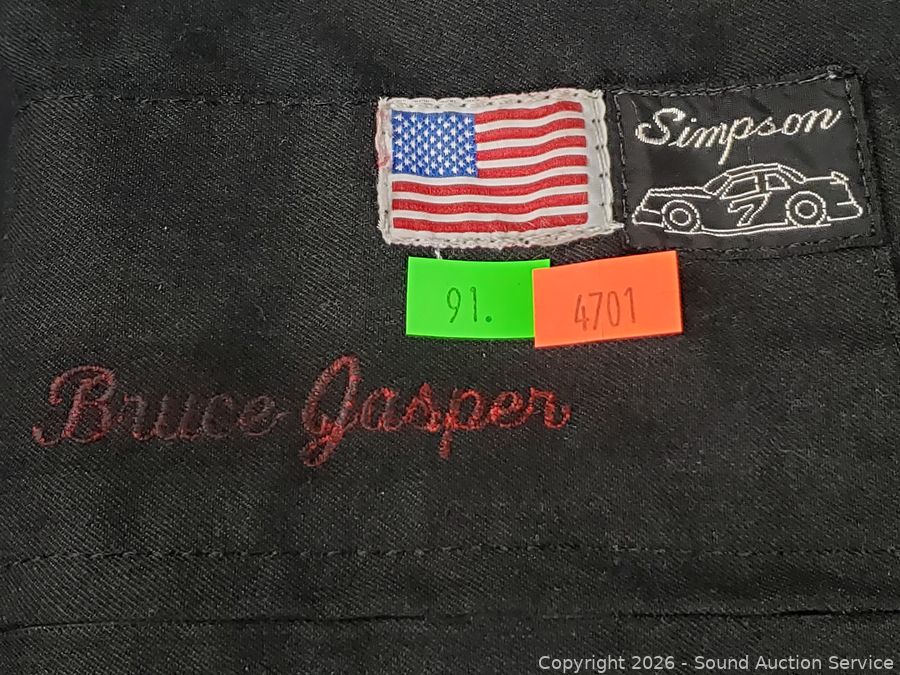 Simpson
7
91.
4701
Bruce Jasper
Copyright 2026 - Sound Auction Service